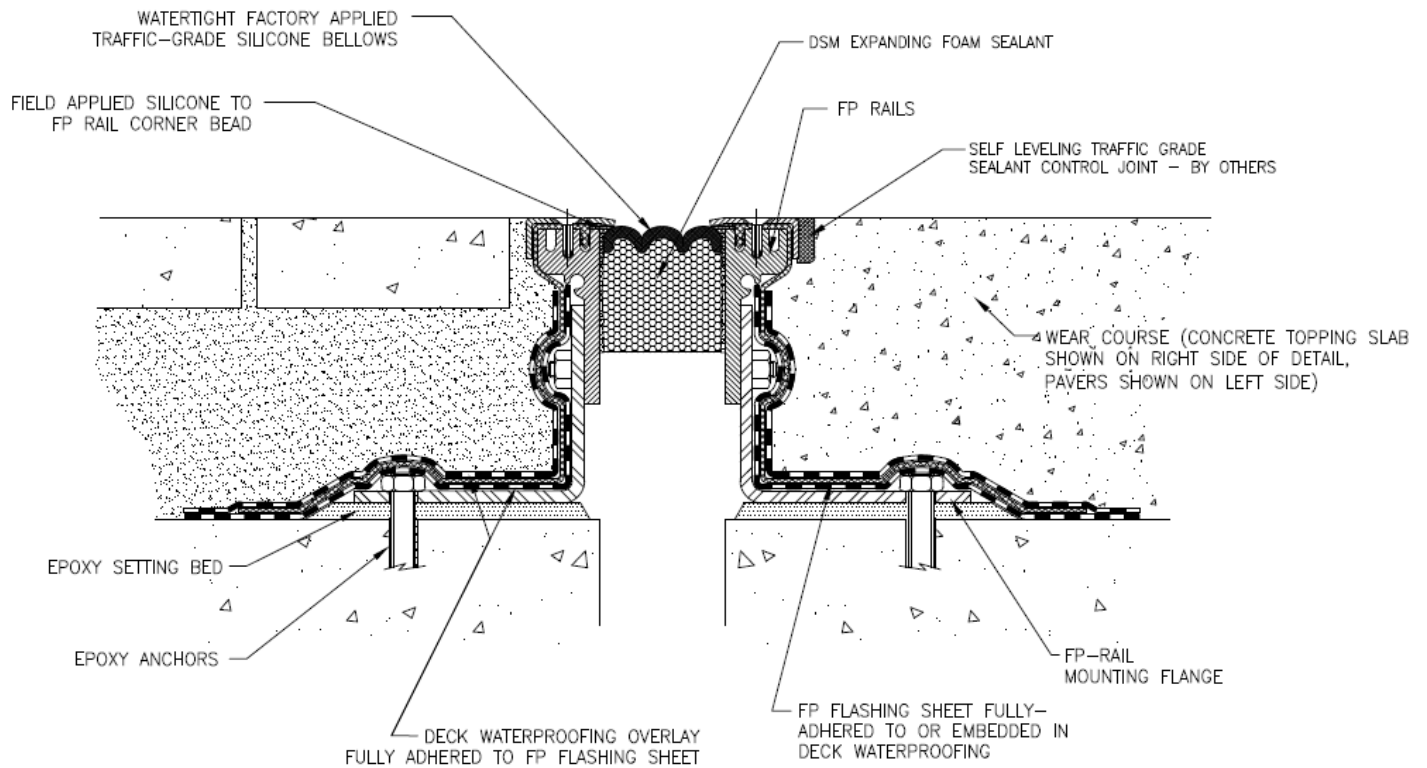 WATERTIGHT FACTORY APPLIED
TRAFFIC-GRADE SILICONE BELLOWS
DSM EXPANDING FOAM SEALANT
FIELD APPLIED SILICONE TO
FP RAIL CORNER BEAD
FP RAILS
SELF LEVELING TRAFFIC GRADE
SEALANT CONTROL JOINT - BY OTHERS
WEAR COURSE (CONCRETE TOPPING SLAB
SHOWN ON RIGHT SIDE OF DETAIL,
PAVERS SHOWN ON LEFT SIDE)
EPOXY SETTING BED
EPOXY ANCHORS
FP-RAIL
MOUNTING FLANGE
DECK WATERPROOFING OVERLAY
FULLY ADHERED TO FP FLASHING SHEET
FP FLASHING SHEET FULLY-
ADHERED TO OR EMBEDDED IN
DECK WATERPROOFING